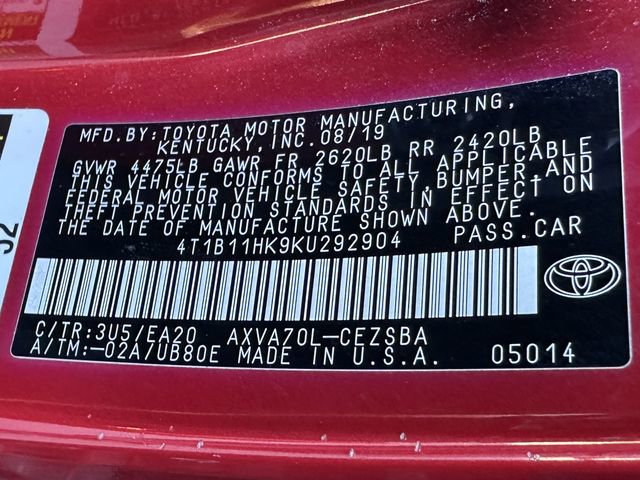 MFD.BY:TOYOTA MOTOR MANUFACTURING,
KENTUCKY,INC.08/19
GVWR 4475LB GAWR FR 2620LB RR 2420LB
THIS VEHICLE CONFORMS TO ALL APPLICABLE
FEDERAL MOTOR VEHICLE SAFETY,BUMPER,AND
THEFT PREVENTION STANDARDS IN EFFECT ON
THE DATE OF MANUFACTURE SHOWN ABOVE.
4T1B11HK9KU292904 PASS.CAR
C/TR:3U5/EA20 AXVA70L-CEZSBA
A/TM:-02A/UB80E MADE IN U.S.A. 05014